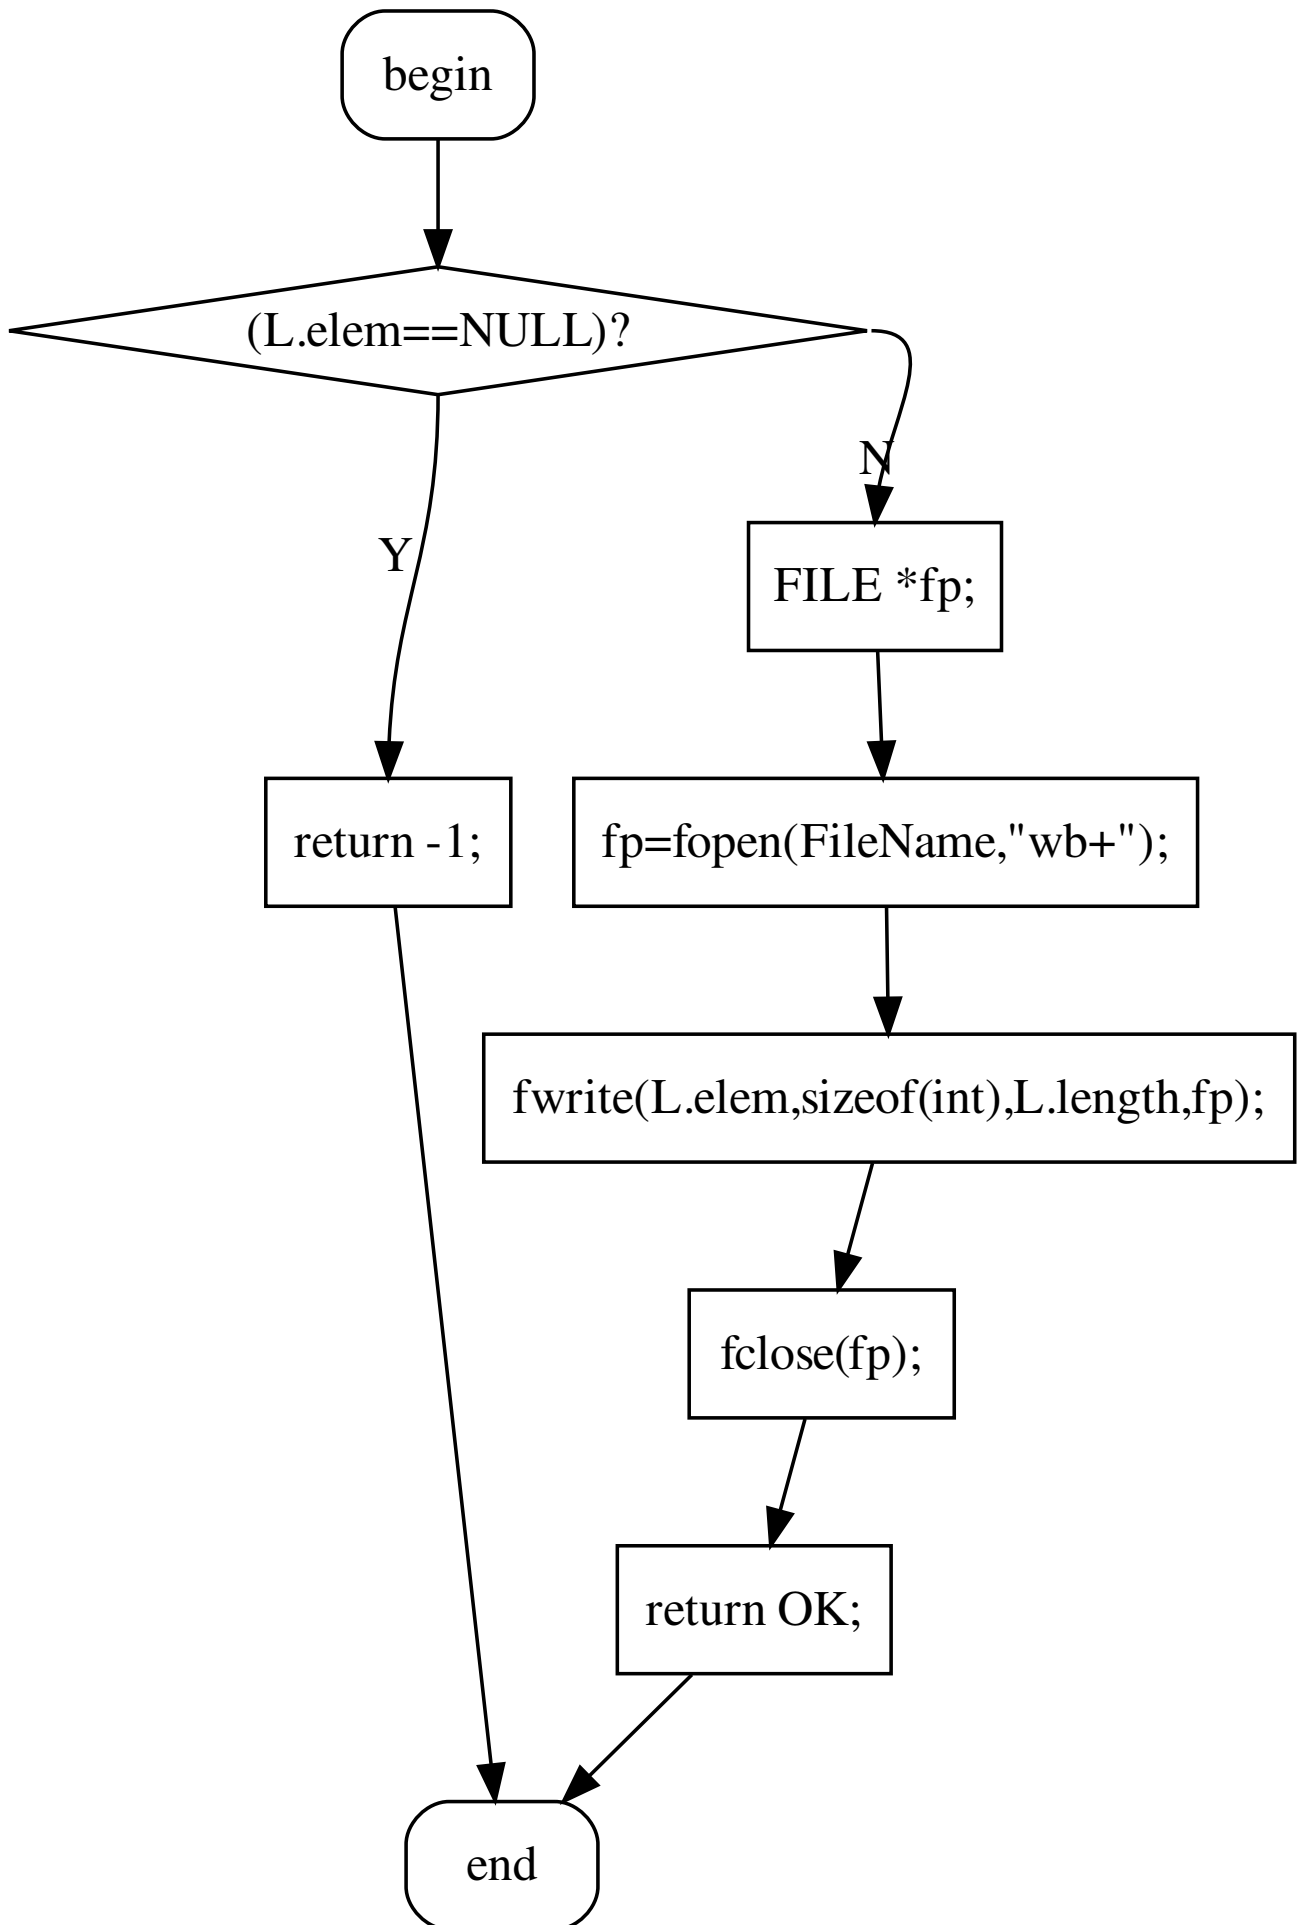 begin
(L.elem==NULL)?
N
Y
FILE *fp;
return -1;
fp=fopen(FileName,"wb+");
fwrite(L.elem,sizeof(int),L.length,fp);
fclose(fp);
return OK;
end